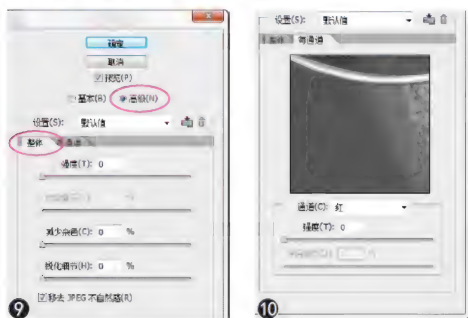 确定
取消
预览(P)
基本(B) 高级(N)
设置(S): 默认值
整体 每通道
强度(T): 0
减少杂色(C): 0 %
锐化细节(H): 0 %
移去 JPEG 不自然感(R)
9
设置(S): 默认值
整体 每通道
通道(C): 红
强度(T): 0
10